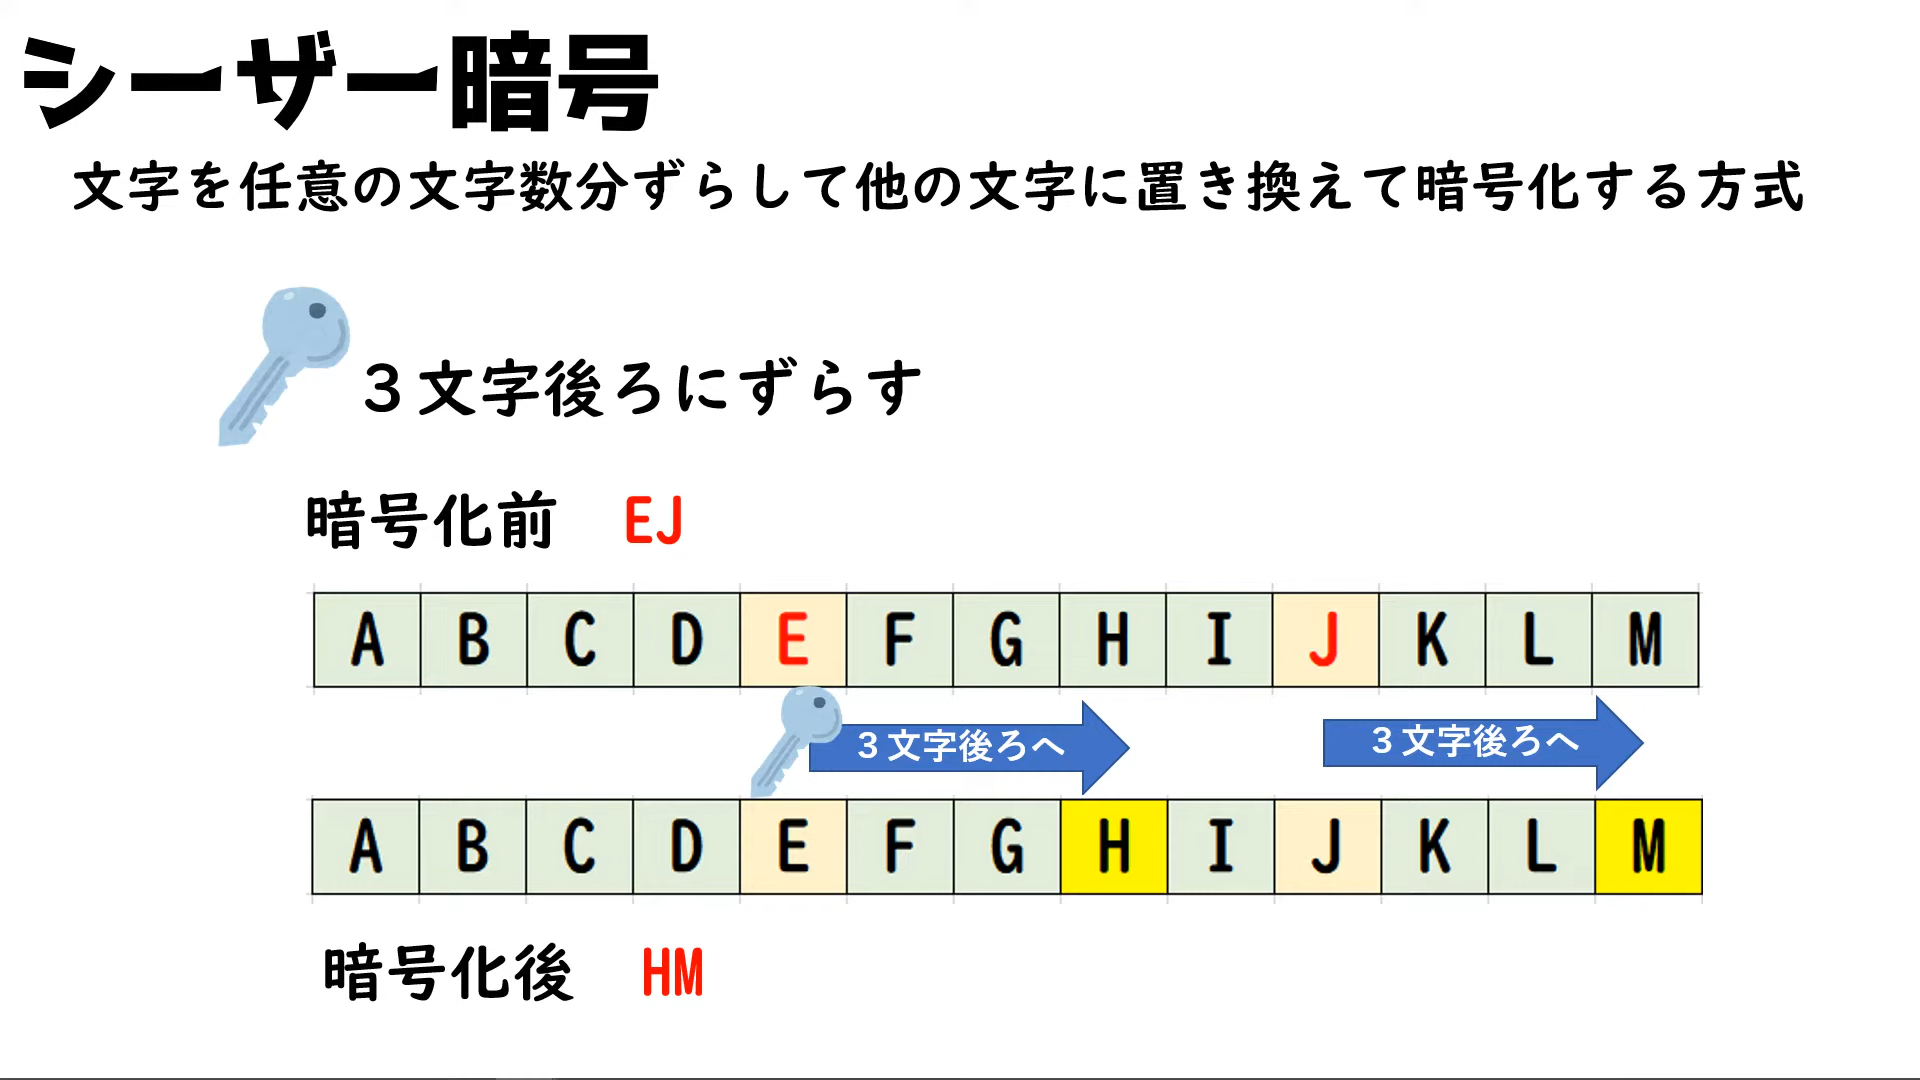 シーザー暗号
文字を任意の文字数分ずらして他の文字に置き換えて暗号化する方式
３文字後ろにずらす
暗号化前　EJ
A B C D E F G H I J K L M
３文字後ろへ ３文字後ろへ
A B C D E F G H I J K L M
暗号化後　HM